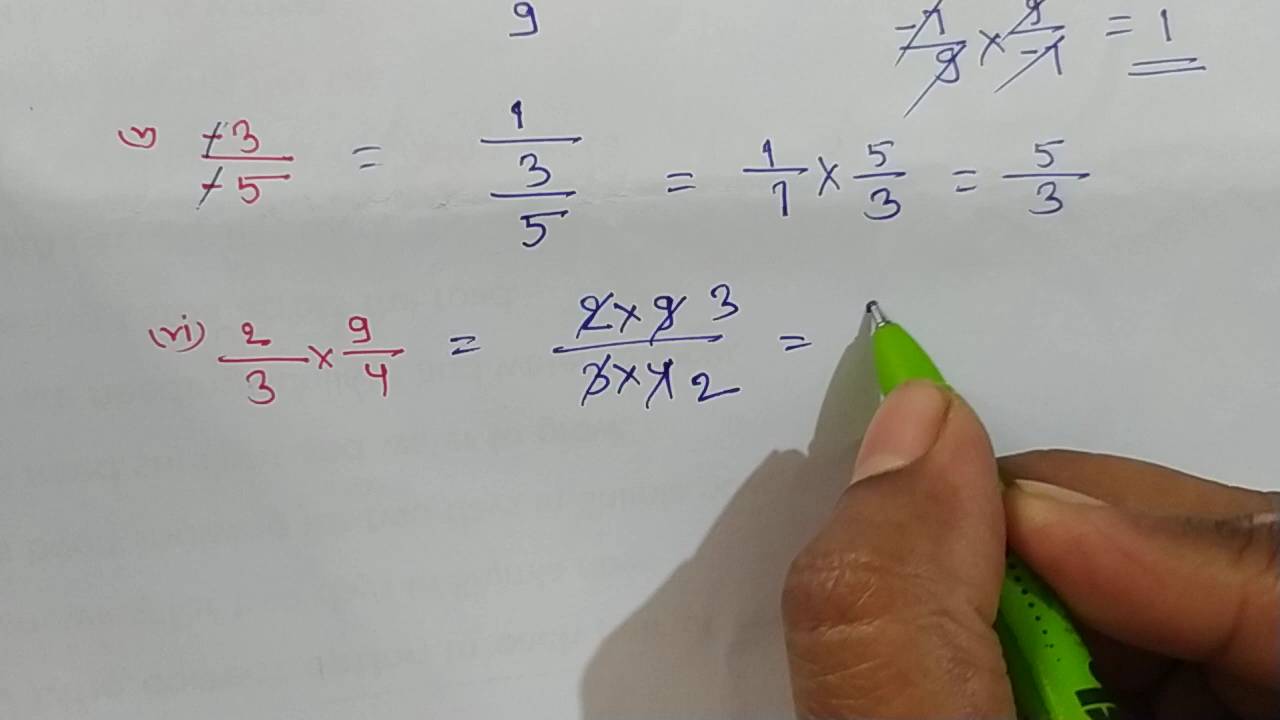 9
-1/9 × 9/-1 = 1
(v) -3/-5 = 1/(3/5) = 1/1 × 5/3 = 5/3
(vi) 2/3 × 9/4 = 2×9 3/3×4 2 =